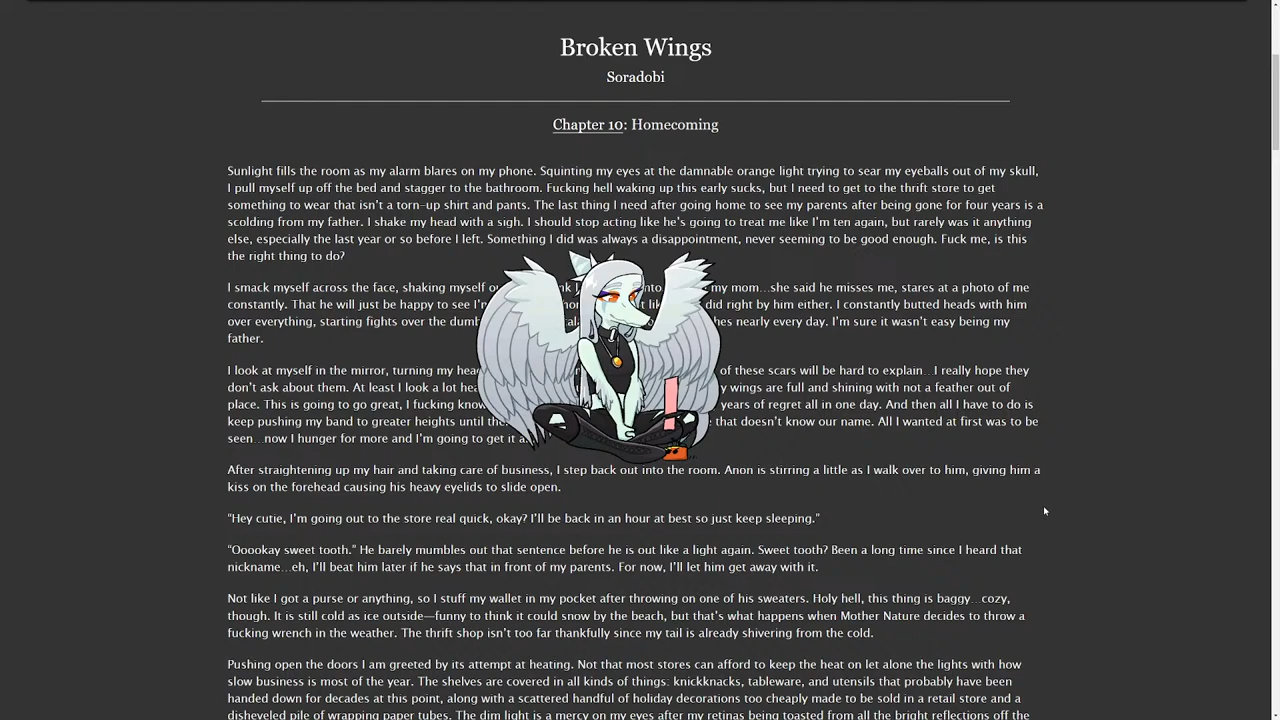 Broken Wings
Soradobi
Chapter 10: Homecoming
Sunlight fills the room as my alarm blares on my phone. Squinting my eyes at the damnable orange light trying to sear my eyeballs out of my skull,
I pull myself up off the bed and stagger to the bathroom. Fucking hell waking up this early sucks, but I need to get to the thrift store to get
something to wear that isn’t a torn-up shirt and pants. The last thing I need after going home to see my parents after being gone for four years is a
scolding from my father. I shake my head with a sigh. I should stop acting like he’s going to treat me like I’m ten again, but rarely was it anything
else, especially the last year or so before I left. Something I did was always a disappointment, never seeming to be good enough. Fuck me, is this
the right thing to do?
I smack myself across the face, shaking myself my mom…she said he misses me, stares at a photo of me
constantly. That he will just be happy to see did right by him either. I constantly butted heads with him
over everything, starting fights over the nearly every day. I’m sure it wasn’t easy being my
father.
I look at myself in the mirror, turning my of these scars will be hard to explain…I really hope they
don’t ask about them. At least I look a lot wings are full and shining with not a feather out of
place. This is going to go great, I fucking years of regret all in one day. And then all I have to do is
keep pushing my band to greater heights until that doesn’t know our name. All I wanted at first was to be
seen…now I hunger for more and I’m going to get it
After straightening up my hair and taking care of business, I step back out into the room. Anon is stirring a little as I walk over to him, giving him a
kiss on the forehead causing his heavy eyelids to slide open.
“Hey cutie, I’m going out to the store real quick, okay? I’ll be back in an hour at best so just keep sleeping.”
“Ooookay sweet tooth.” He barely mumbles out that sentence before he is out like a light again. Sweet tooth? Been a long time since I heard that
nickname…eh, I’ll beat him later if he says that in front of my parents. For now, I’ll let him get away with it.
Not like I got a purse or anything, so I stuff my wallet in my pocket after throwing on one of his sweaters. Holy hell, this thing is baggy…cozy,
though. It is still cold as ice outside—funny to think it could snow by the beach, but that’s what happens when Mother Nature decides to throw a
fucking wrench in the weather. The thrift shop isn’t too far thankfully since my tail is already shivering from the cold.
Pushing open the doors I am greeted by its attempt at heating. Not that most stores can afford to keep the heat on let alone the lights with how
slow business is most of the year. The shelves are covered in all kinds of things: knickknacks, tableware, and utensils that probably have been
handed down for decades at this point, along with a scattered handful of holiday decorations too cheaply made to be sold in a retail store and a
disheveled pile of wrapping paper tubes. The dim light is a mercy on my eyes after my retinas being toasted from all the bright reflections off the